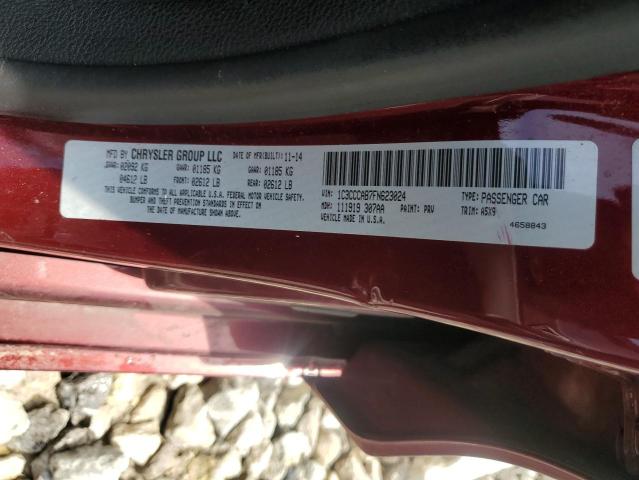 MFD BY CHRYSLER GROUP LLC DATE OF MFR(BUILT): 11-14
GVWR: 02092 KG GAWR: 01185 KG GAWR: 01185 KG
04612 LB FRONT: 02612 LB REAR: 02612 LB
THIS VEHICLE CONFORMS TO ALL APPLICABLE U.S.A. FEDERAL MOTOR VEHICLE SAFETY,
BUMPER AND THEFT PREVENTION STANDARDS IN EFFECT ON
THE DATE OF MANUFACTURE SHOWN ABOVE.
VIN: 1C3CCCAB7FN623024 TYPE: PASSENGER CAR
MDH: 111919 307AA PAINT: PRV TRIM: A5X9
MADE IN U.S.A. 4658843